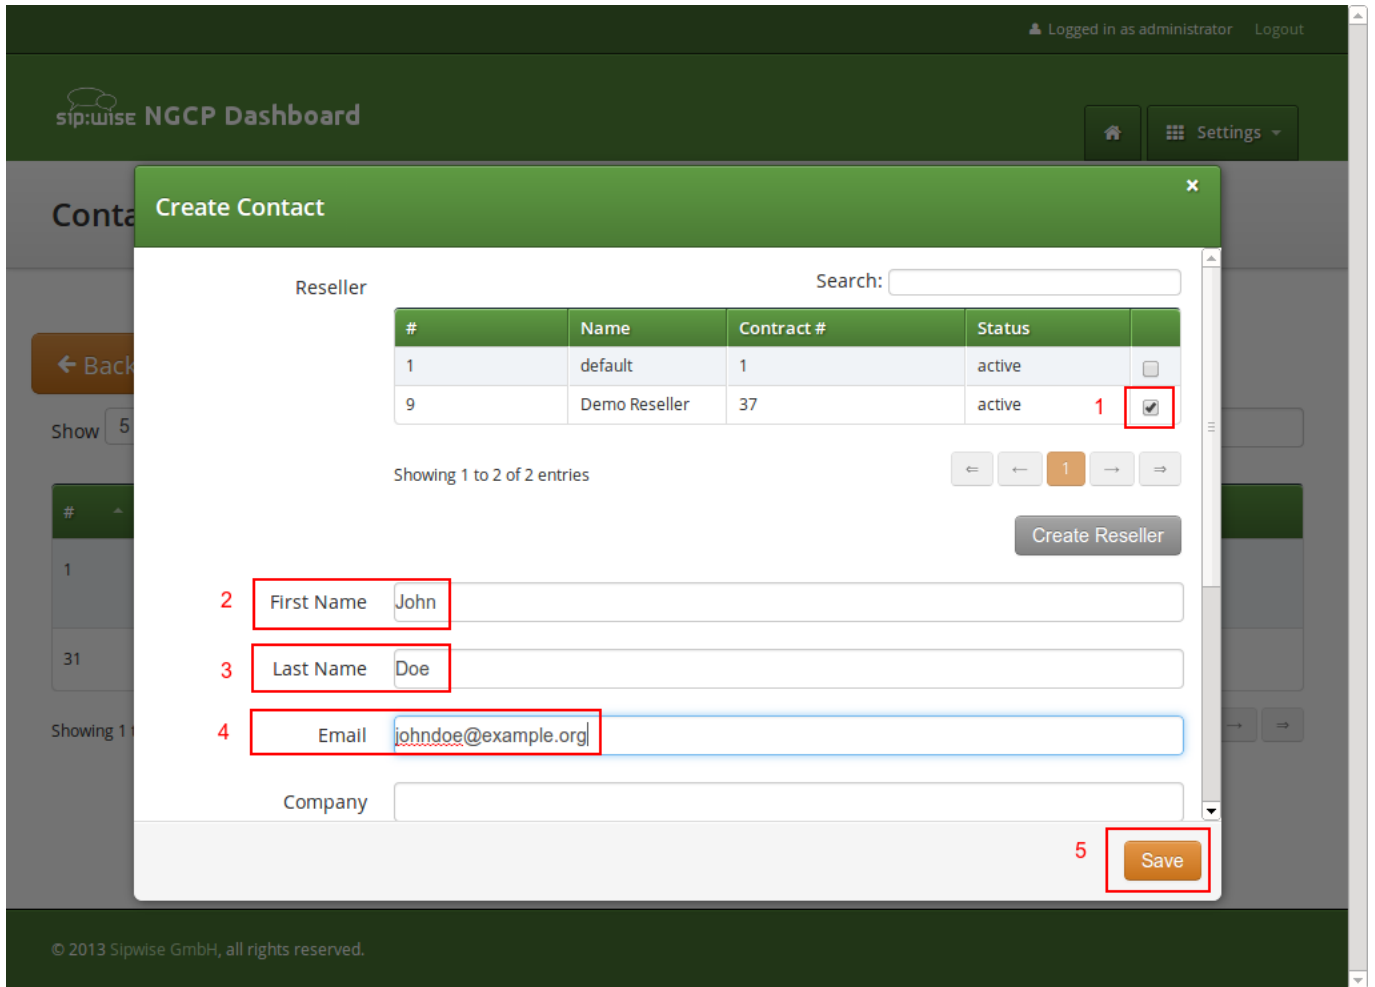 Logged in as administrator Logout
sip:wise NGCP Dashboard
Settings
Conta
Create Contact
×
Reseller
Search:
# Name Contract # Status
1 default 1 active
9 Demo Reseller 37 active 1
Back
Show 5
Showing 1 to 2 of 2 entries
⇐ ← 1 → ⇒
#
Create Reseller
1
2 First Name John
31
3 Last Name Doe
Showing 1 t
4 Email johndoe@example.org
→ ⇒
Company
5 Save
© 2013 Sipwise GmbH, all rights reserved.